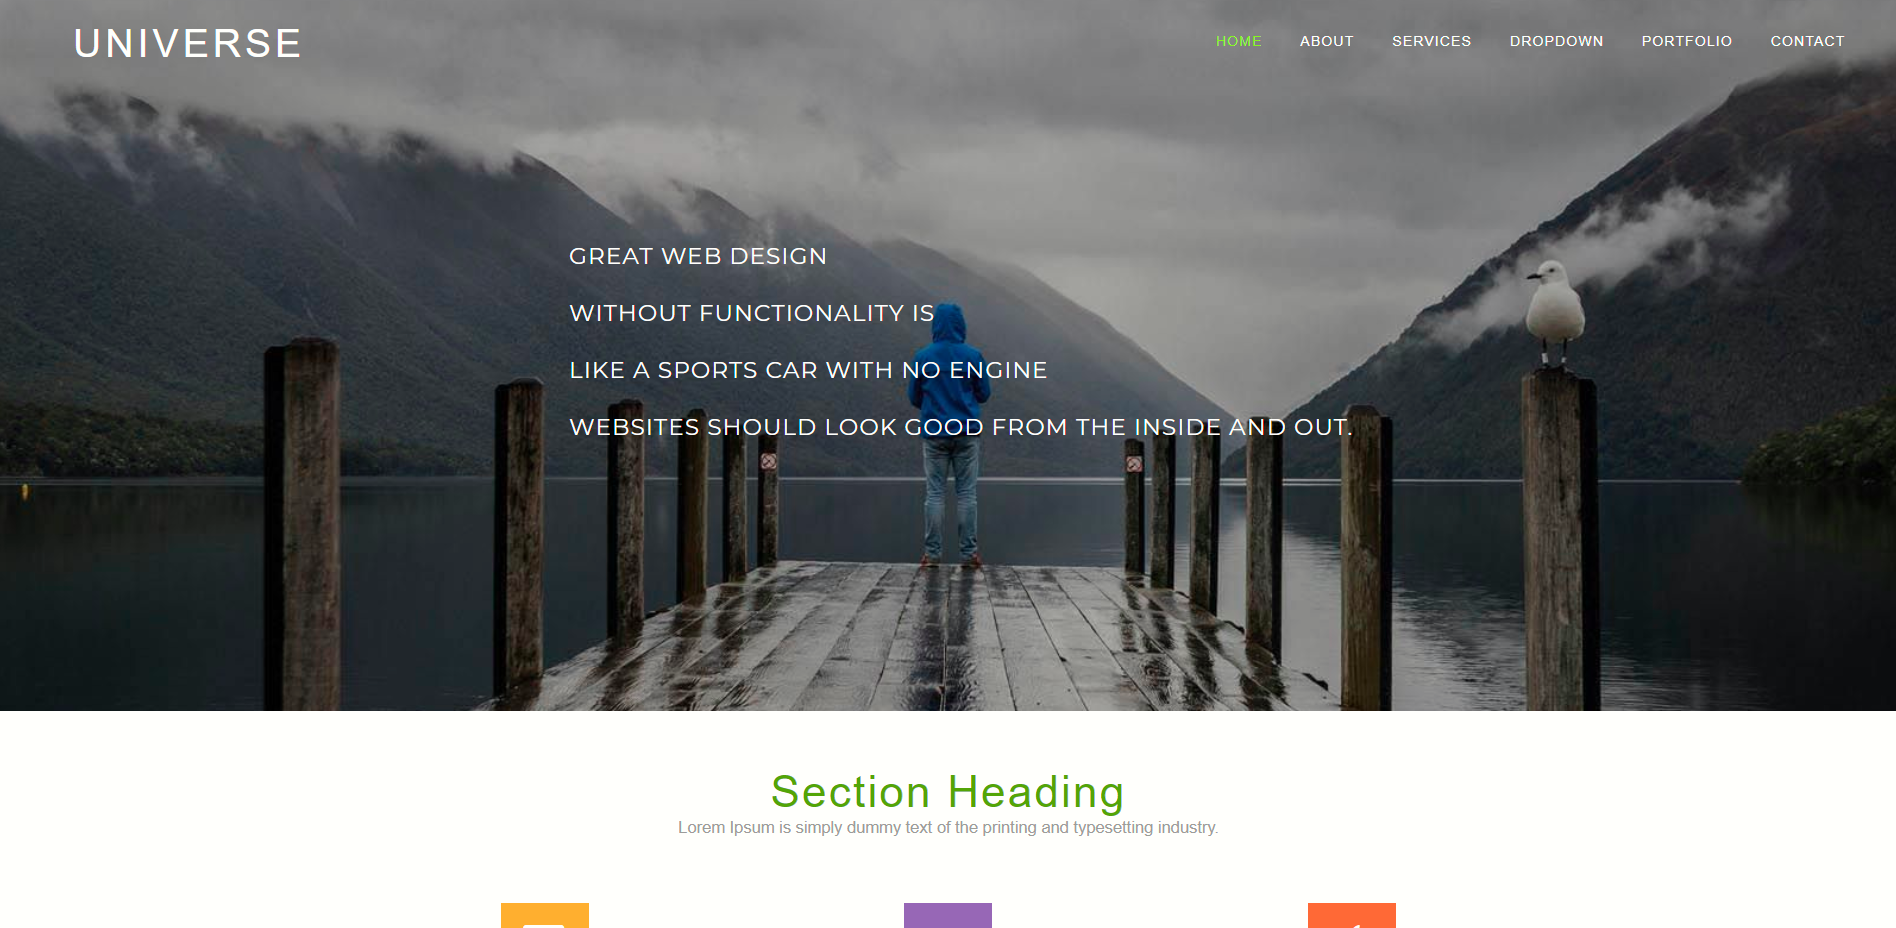 UNIVERSE
HOME ABOUT SERVICES DROPDOWN PORTFOLIO CONTACT
GREAT WEB DESIGN
WITHOUT FUNCTIONALITY IS
LIKE A SPORTS CAR WITH NO ENGINE
WEBSITES SHOULD LOOK GOOD FROM THE INSIDE AND OUT.
Section Heading
Lorem Ipsum is simply dummy text of the printing and typesetting industry.